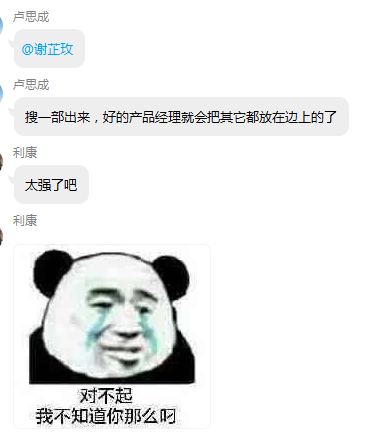 卢思成
@谢芷玫
卢思成
搜一部出来，好的产品经理就会把其它都放在边上的了
利康
太强了吧
利康
对不起
我不知道你那么叼